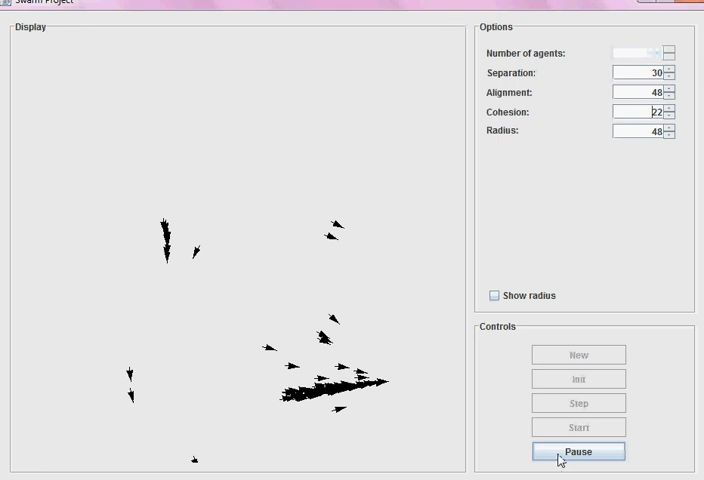 Swarm Project
Display
Options
Number of agents:
Separation: 30
Alignment: 48
Cohesion: 22
Radius: 48
Show radius
Controls
New
Init
Step
Start
Pause